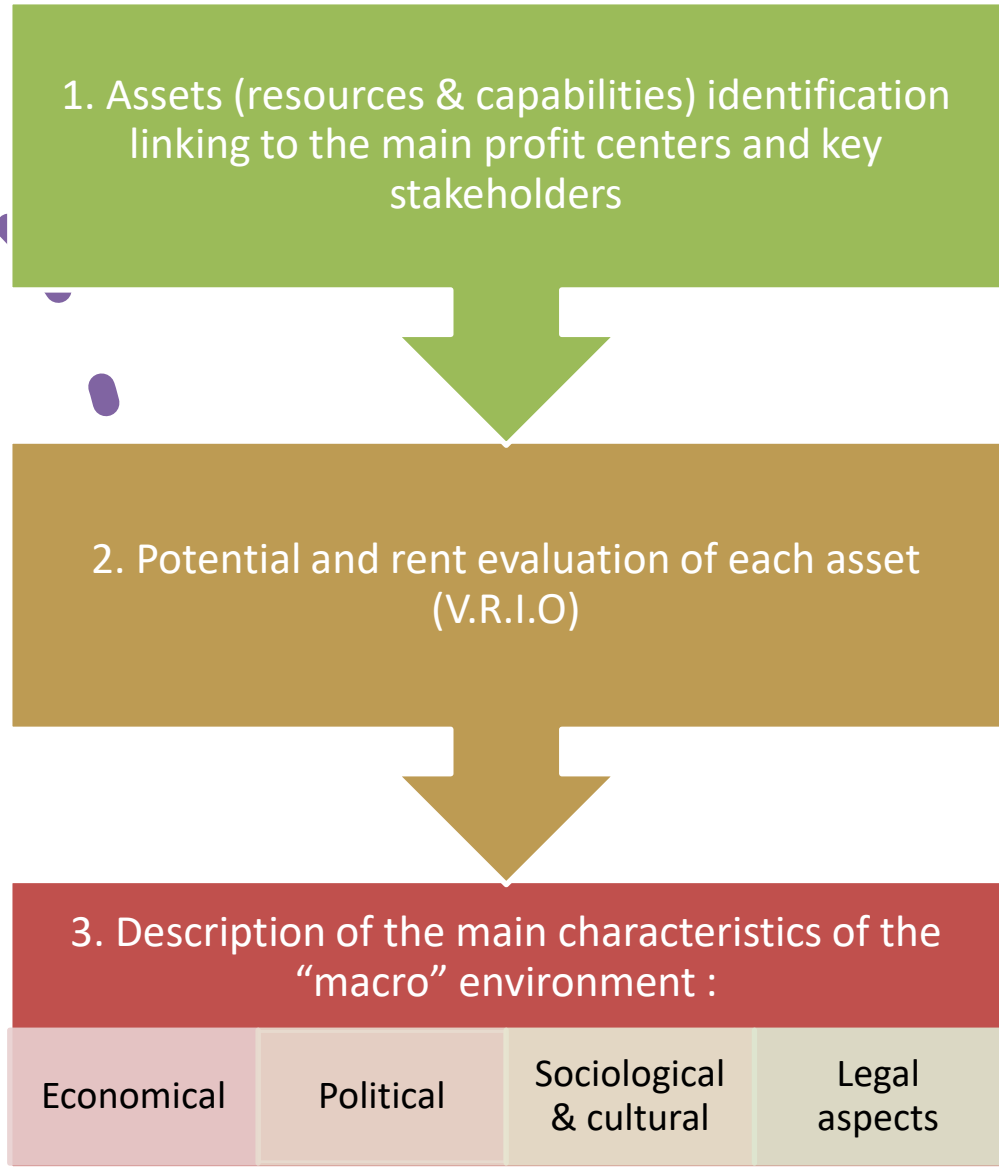 1. Assets (resources & capabilities) identification
linking to the main profit centers and key
stakeholders
2. Potential and rent evaluation of each asset
(V.R.I.O)
3. Description of the main characteristics of the
“macro” environment :
Economical
Political
Sociological
& cultural
Legal
aspects